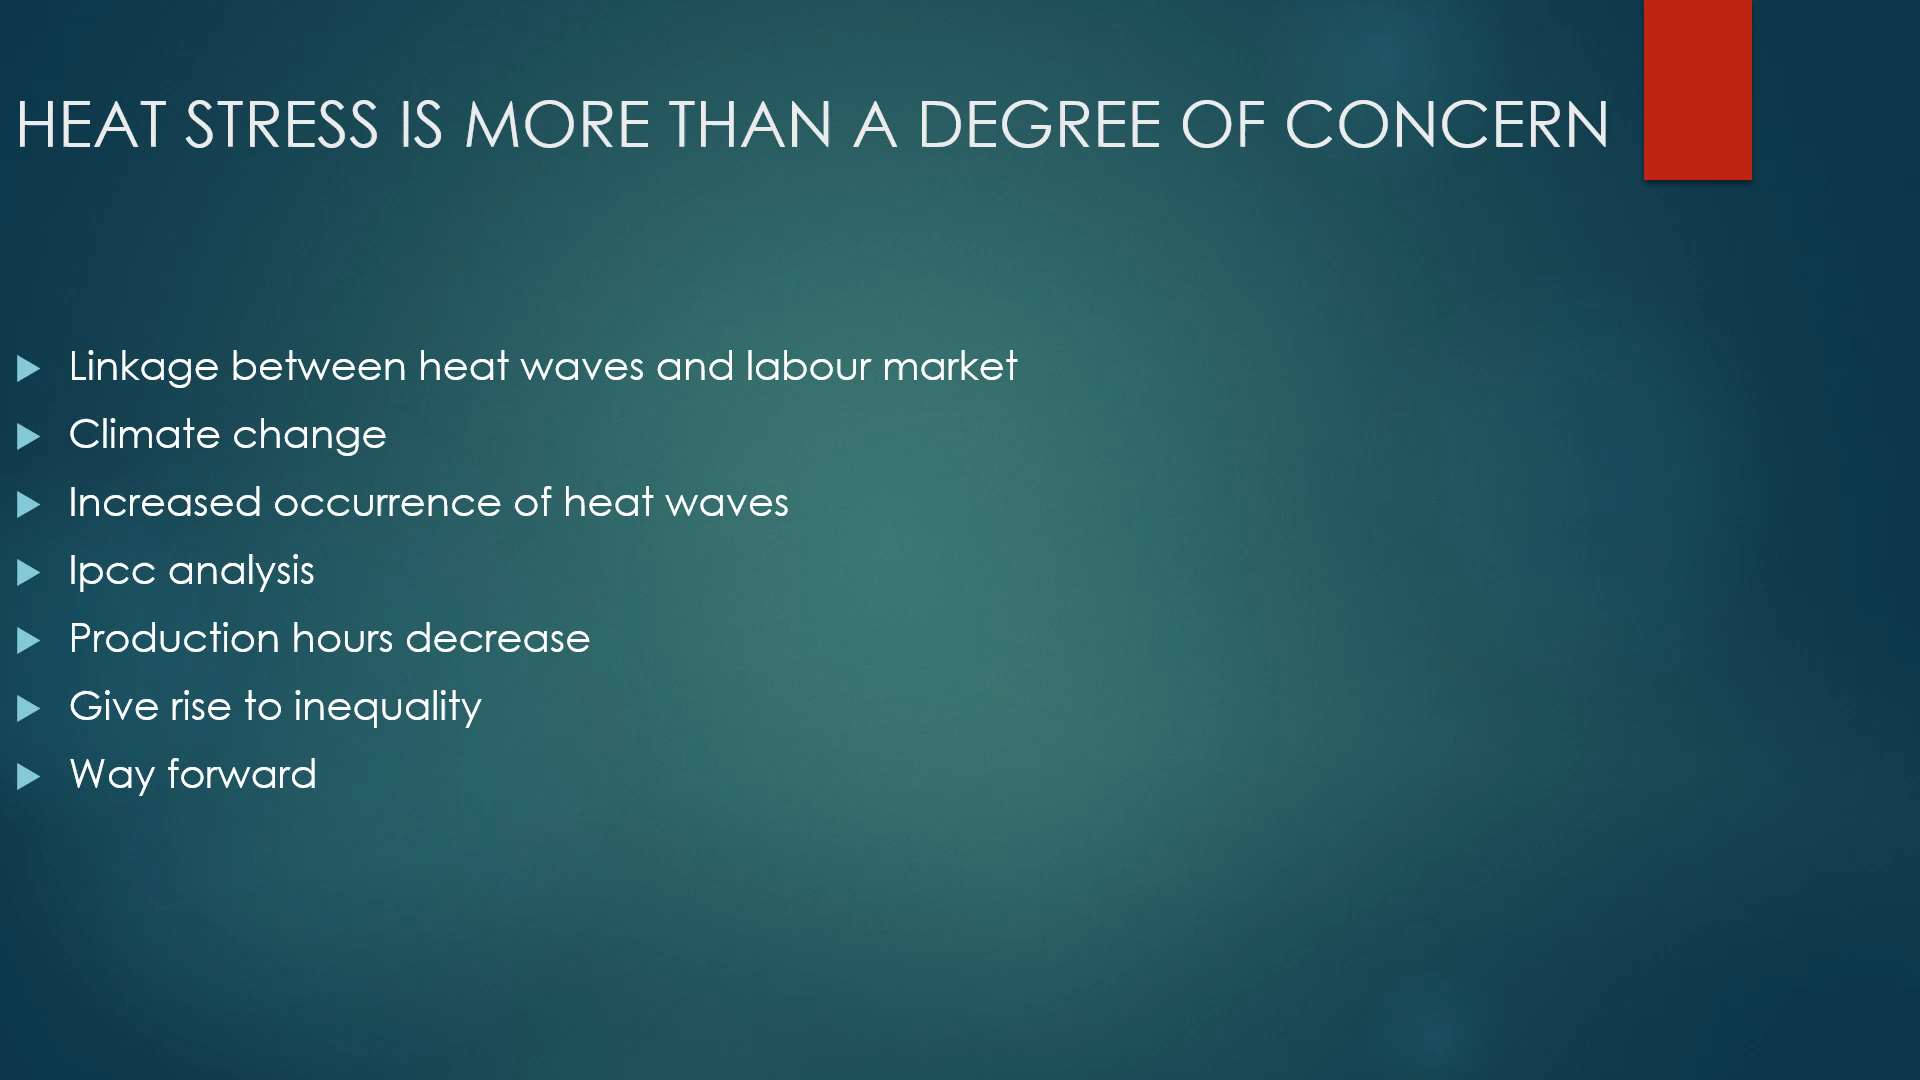 HEAT STRESS IS MORE THAN A DEGREE OF CONCERN
Linkage between heat waves and labour market
Climate change
Increased occurrence of heat waves
Ipcc analysis
Production hours decrease
Give rise to inequality
Way forward